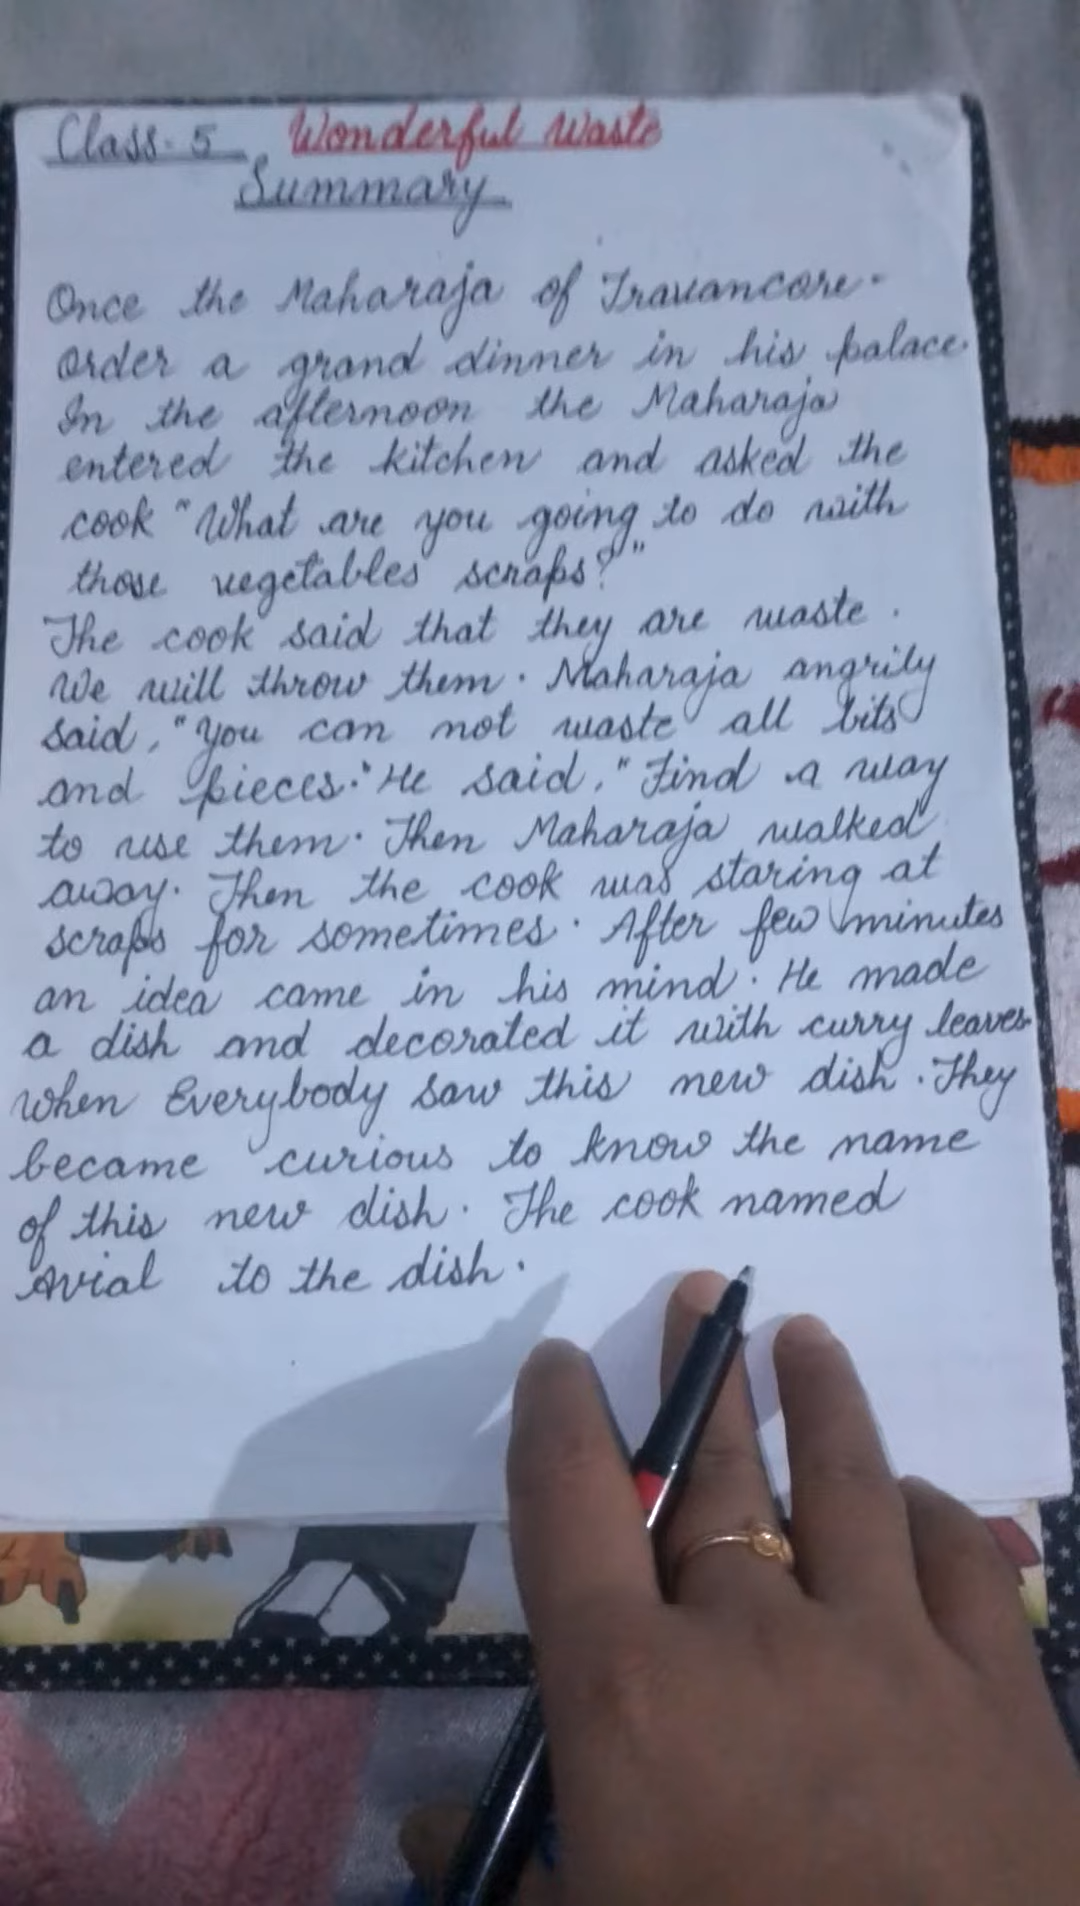 Class-5 Wonderful Waste
Summary
Once the Maharaja of Travancore
order a grand dinner in his palace.
In the afternoon the Maharaja
entered the kitchen and asked the
cook "What are you going to do with
those vegetables scraps?"
The cook said that they are waste.
We will throw them. Maharaja angrily
said, "You can not waste all bits
and pieces." He said, "Find a way
to use them. Then Maharaja walked
away. Then the cook was staring at
scraps for sometimes. After few minutes
an idea came in his mind. He made
a dish and decorated it with curry leaves
when Everybody saw this new dish. They
became curious to know the name
of this new dish. The cook named
Avial to the dish.